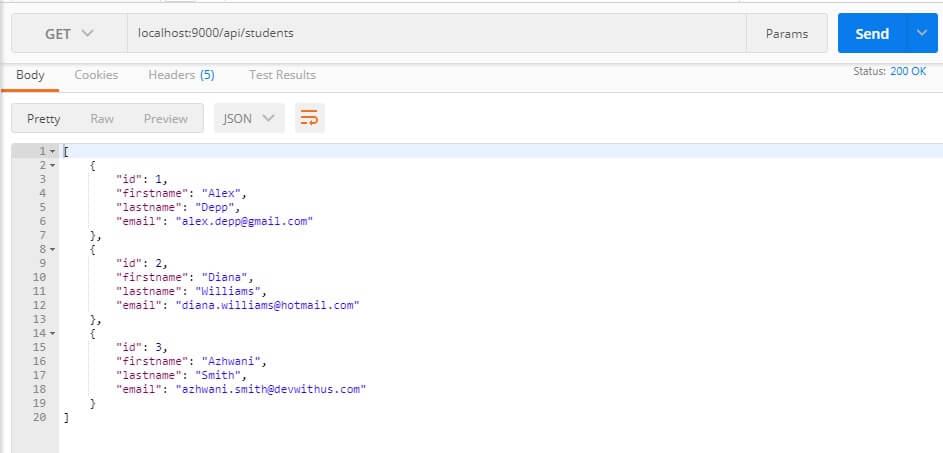 GET localhost:9000/api/students Params Send
Body Cookies Headers (5) Test Results Status: 200 OK
Pretty Raw Preview JSON
1 [
2 {
3 "id": 1,
4 "firstname": "Alex",
5 "lastname": "Depp",
6 "email": "alex.depp@gmail.com"
7 },
8 {
9 "id": 2,
10 "firstname": "Diana",
11 "lastname": "Williams",
12 "email": "diana.williams@hotmail.com"
13 },
14 {
15 "id": 3,
16 "firstname": "Azhwani",
17 "lastname": "Smith",
18 "email": "azhwani.smith@devwithus.com"
19 }
20 ]